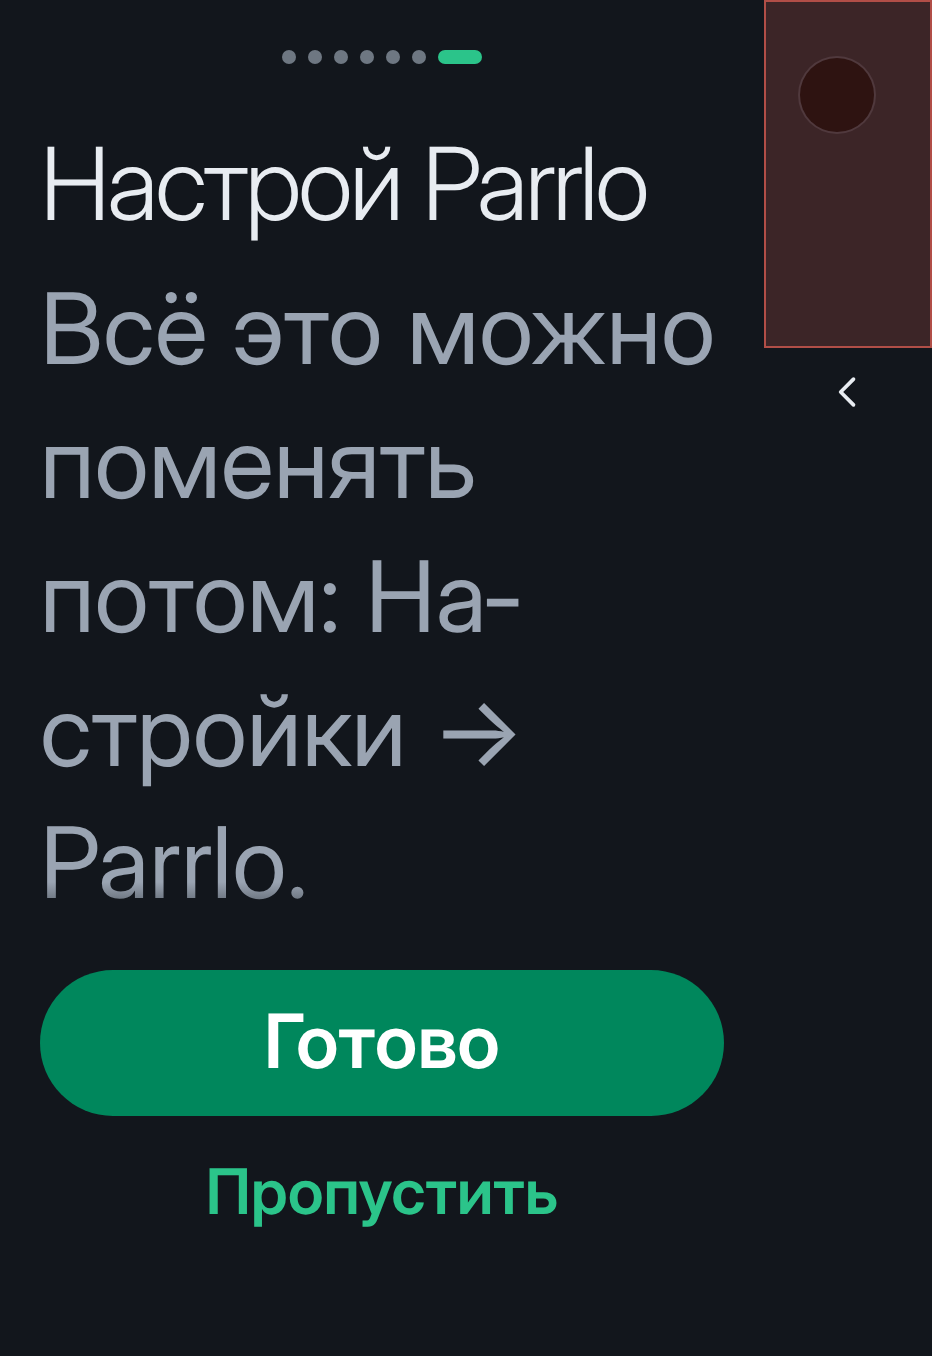 Настрой Parrlo
Всё это можно
поменять
потом: На-
стройки →
Parrlo.
Готово
Пропустить